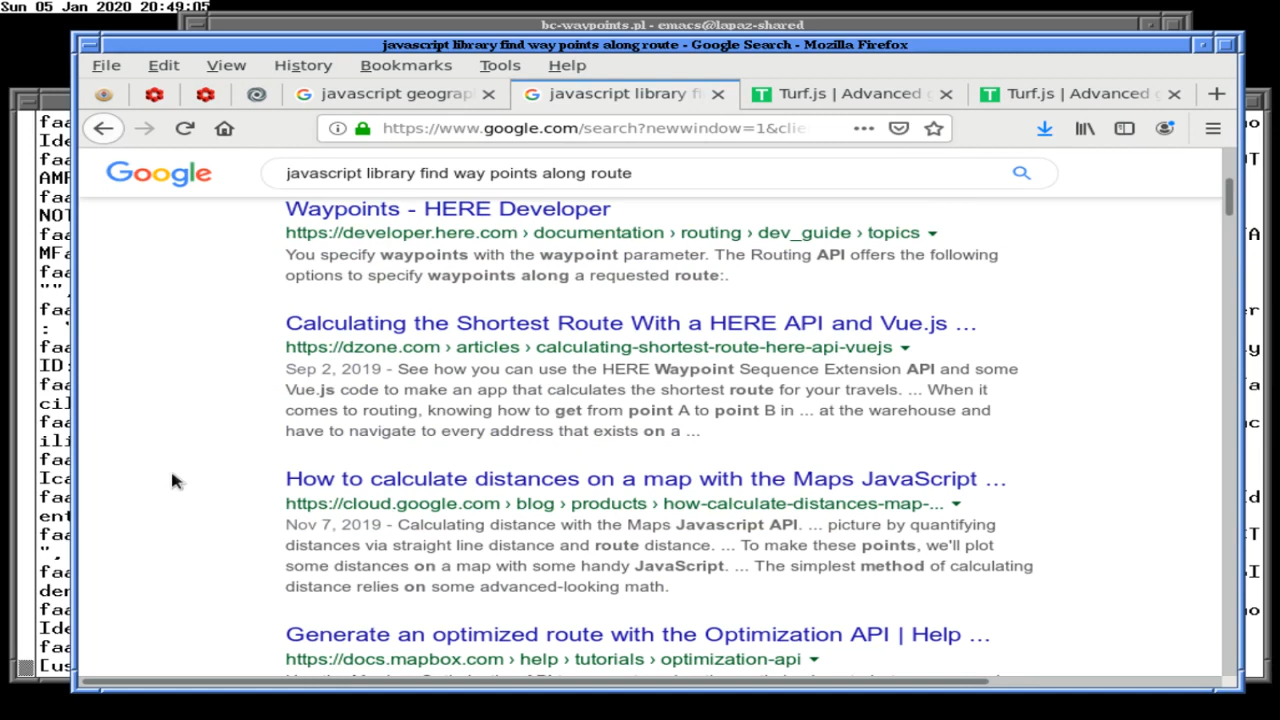 Sun 05 Jan 2020 20:49:05
bc-waypoints.pl - emacs@lapaz-shared
javascript library find way points along route - Google Search - Mozilla Firefox
File Edit View History Bookmarks Tools Help
javascript geograp javascript library fi Turf.js | Advanced g Turf.js | Advanced g
https://www.google.com/search?newwindow=1&clie
Google javascript library find way points along route
Waypoints - HERE Developer
https://developer.here.com › documentation › routing › dev_guide › topics
You specify waypoints with the waypoint parameter. The Routing API offers the following
options to specify waypoints along a requested route:.
Calculating the Shortest Route With a HERE API and Vue.js ...
https://dzone.com › articles › calculating-shortest-route-here-api-vuejs
Sep 2, 2019 - See how you can use the HERE Waypoint Sequence Extension API and some
Vue.js code to make an app that calculates the shortest route for your travels. ... When it
comes to routing, knowing how to get from point A to point B in ... at the warehouse and
have to navigate to every address that exists on a ...
How to calculate distances on a map with the Maps JavaScript ...
https://cloud.google.com › blog › products › how-calculate-distances-map-...
Nov 7, 2019 - Calculating distance with the Maps Javascript API. ... picture by quantifying
distances via straight line distance and route distance. ... To make these points, we'll plot
some distances on a map with some handy JavaScript. ... The simplest method of calculating
distance relies on some advanced-looking math.
Generate an optimized route with the Optimization API | Help ...
https://docs.mapbox.com › help › tutorials › optimization-api